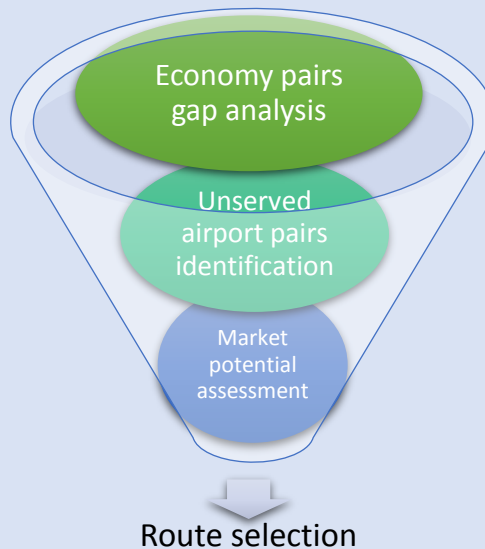 Economy pairs
gap analysis
Unserved
airport pairs
identification
Market
potential
assessment
Route selection